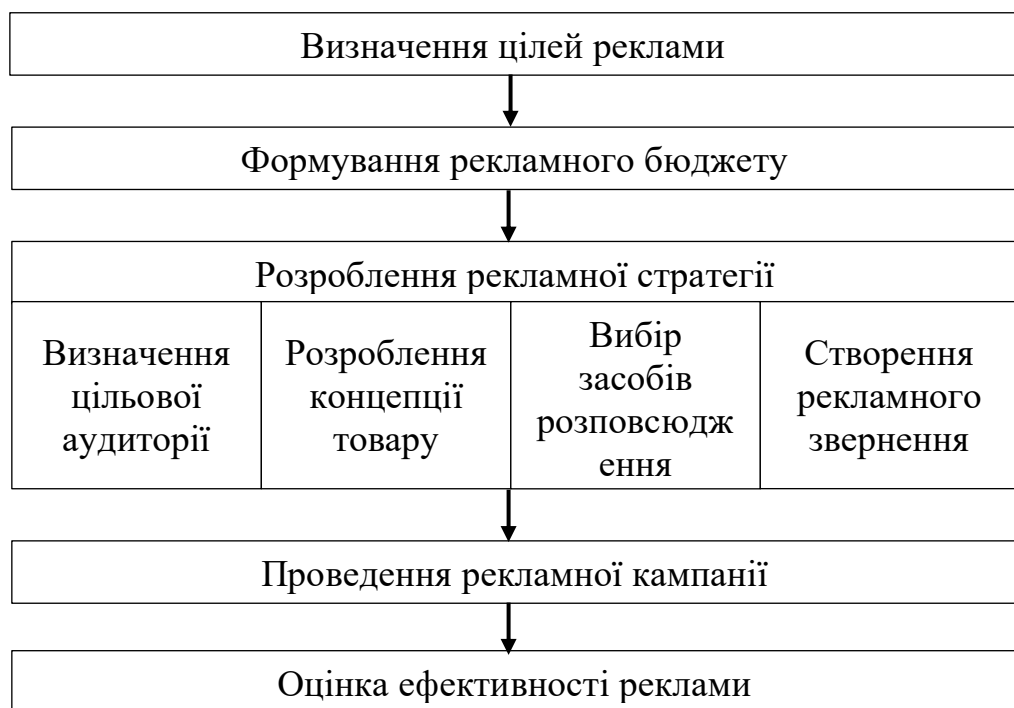 Визначення цілей реклами
Формування рекламного бюджету
Розроблення рекламної стратегії
Визначення
цільової
аудиторії
Розроблення
концепції
товару
Вибір
засобів
розповсюдж
ення
Створення
рекламного
звернення
Проведення рекламної кампанії
Оцінка ефективності реклами